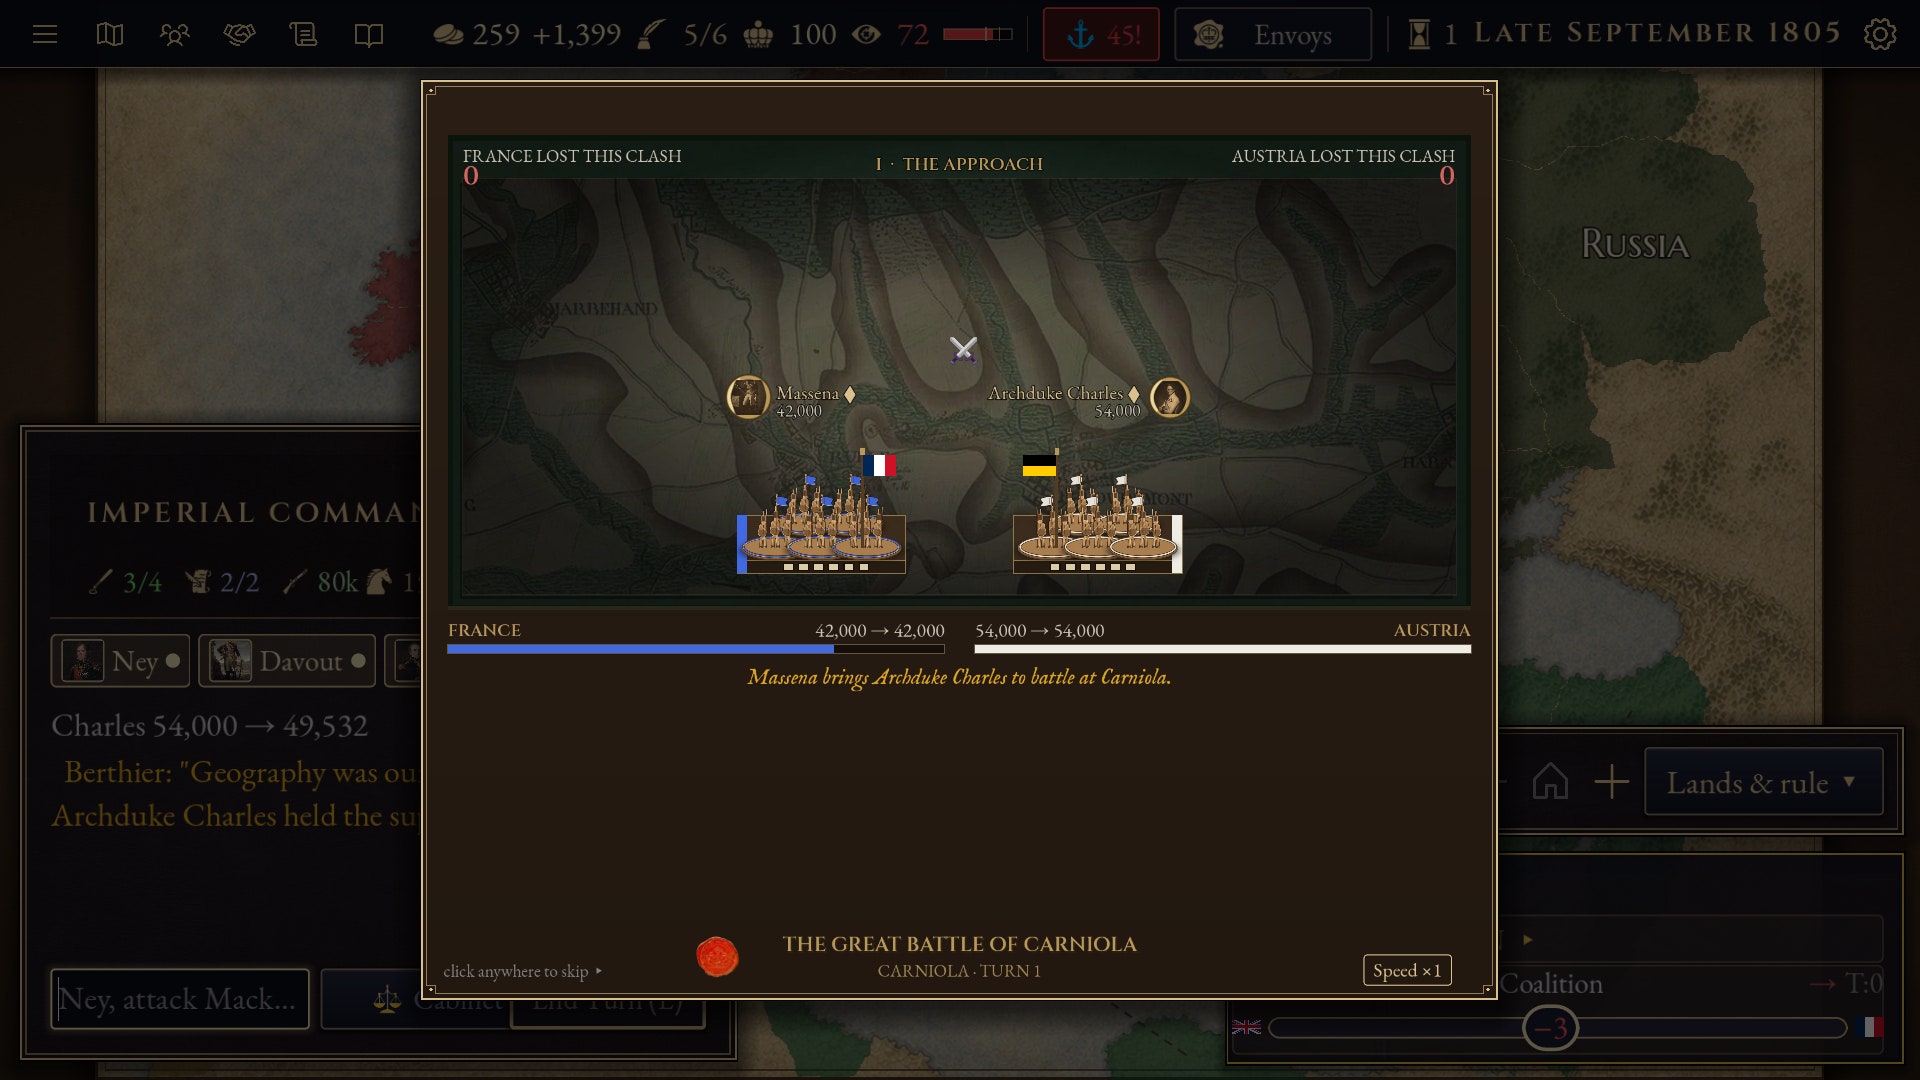 259 +1,399 5/6 100 72 45! Envoys 1 Late September 1805
FRANCE LOST THIS CLASH
0
I · THE APPROACH
AUSTRIA LOST THIS CLASH
0
Russia
Massena
42,000
Archduke Charles
54,000
FRANCE 42,000 → 42,000
54,000 → 54,000 AUSTRIA
Massena brings Archduke Charles to battle at Carniola.
IMPERIAL
3/4 2/2 80k
Ney Davout
Charles 54,000 → 49,532
Berthier: "Geography was
Archduke Charles held the
Ney, attack Mack...
Cabinet
End Turn (E)
Lands & rule
Coalition → T:0
−3
THE GREAT BATTLE OF CARNIOLA
CARNIOLA · TURN 1
click anywhere to skip
Speed ×1